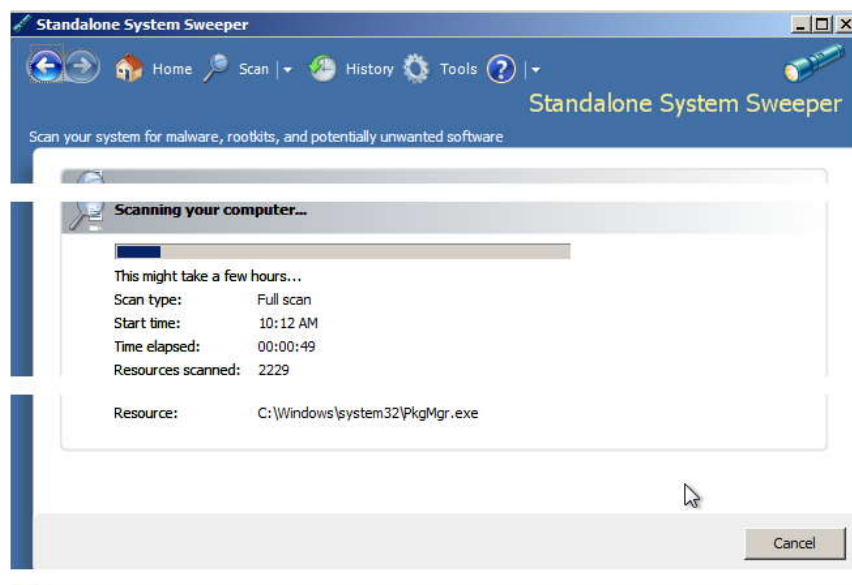 Standalone System Sweeper
Home Scan History Tools
Standalone System Sweeper
Scan your system for malware, rootkits, and potentially unwanted software
Scanning your computer...
This might take a few hours...
Scan type: Full scan
Start time: 10:12 AM
Time elapsed: 00:00:49
Resources scanned: 2229
Resource: C:\Windows\system32\PkgMgr.exe
Cancel